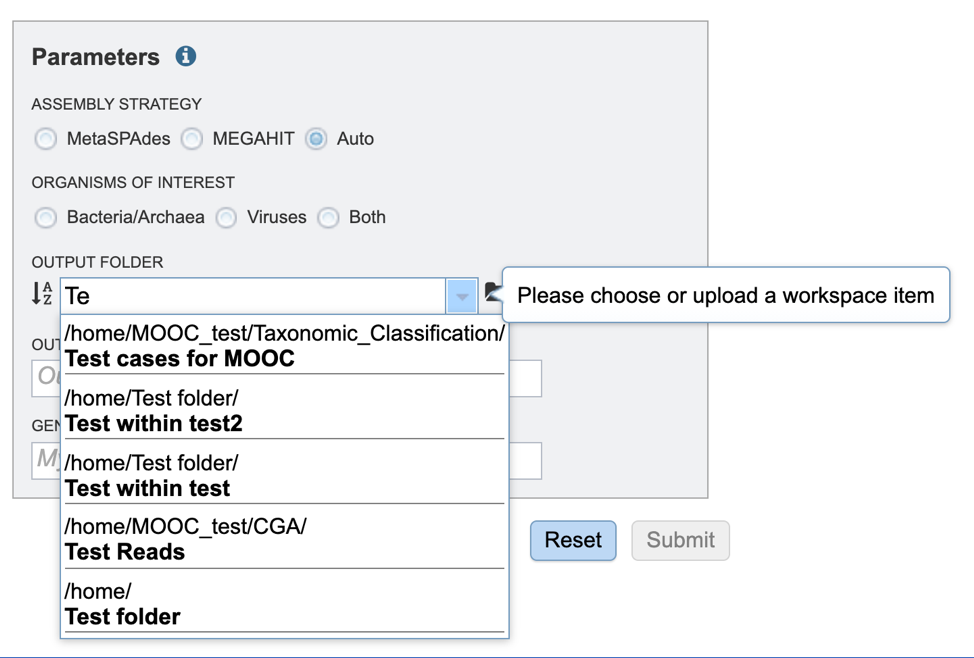 Parameters
ASSEMBLY STRATEGY
MetaSPAdes MEGAHIT Auto
ORGANISMS OF INTEREST
Bacteria/Archaea Viruses Both
OUTPUT FOLDER
A
Z
Te
Please choose or upload a workspace item
/home/MOOC_test/Taxonomic_Classification/
Test cases for MOOC
/home/Test folder/
Test within test2
/home/Test folder/
Test within test
/home/MOOC_test/CGA/
Test Reads
/home/
Test folder
Reset Submit